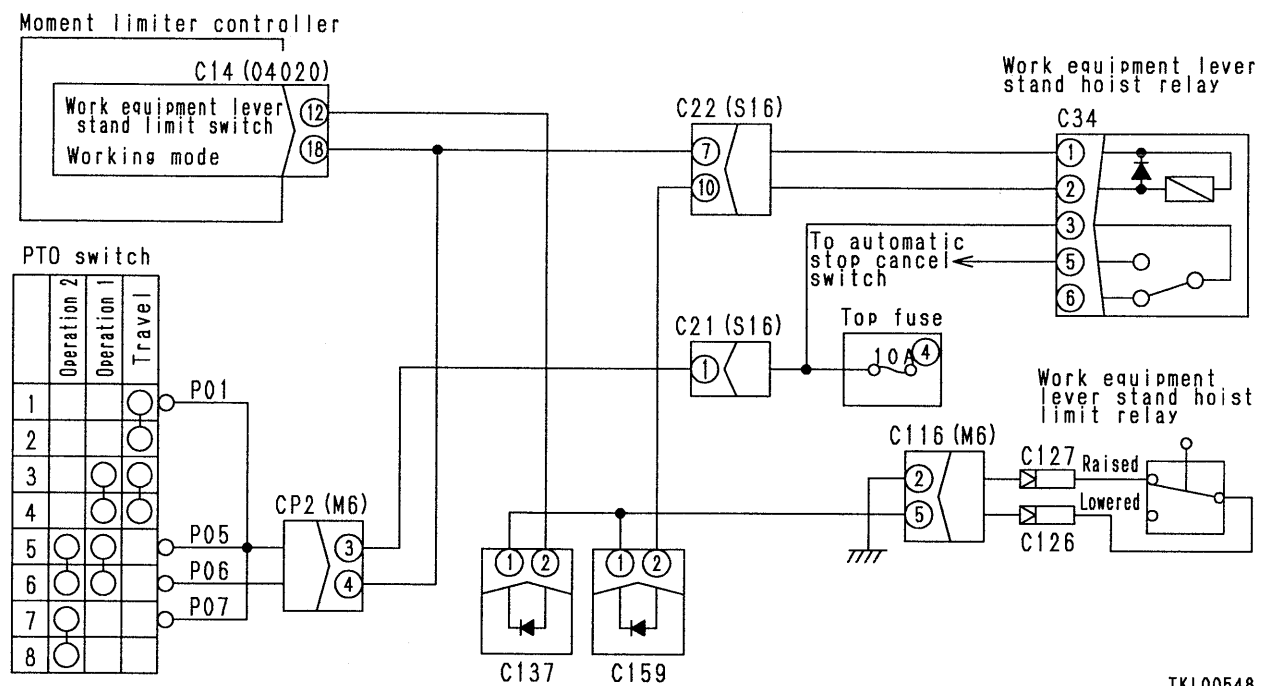 Moment limiter controller
C14 (04020)
Work equipment lever
stand limit switch
Working mode
12
18
C22 (S16)
7
10
Work equipment lever
stand hoist relay
C34
1
2
3
5
6
To automatic
stop cancel
switch
PTO switch
Operation 2
Operation 1
Travel
1
2
3
4
5
6
7
8
P01
P05
P06
P07
CP2 (M6)
3
4
C21 (S16)
1
Top fuse
10A
4
Work equipment
lever stand hoist
limit relay
C116 (M6)
2
5
C127
Raised
Lowered
C126
1
2
C137
1
2
C159
TKL00548